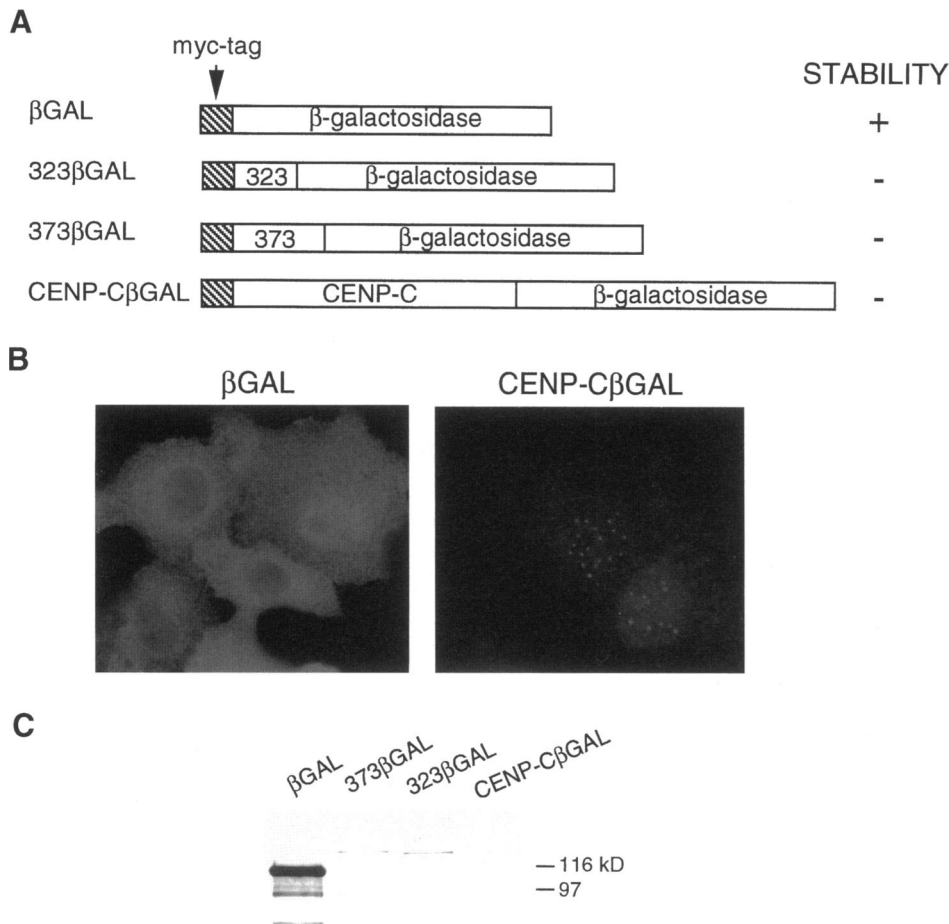 A
myc-tag
STABILITY
βGAL β-galactosidase +
323βGAL 323 β-galactosidase -
373βGAL 373 β-galactosidase -
CENP-CβGAL CENP-C β-galactosidase -
B
βGAL CENP-CβGAL
C
βGAL 373βGAL 323βGAL CENP-CβGAL
— 116 kD
— 97